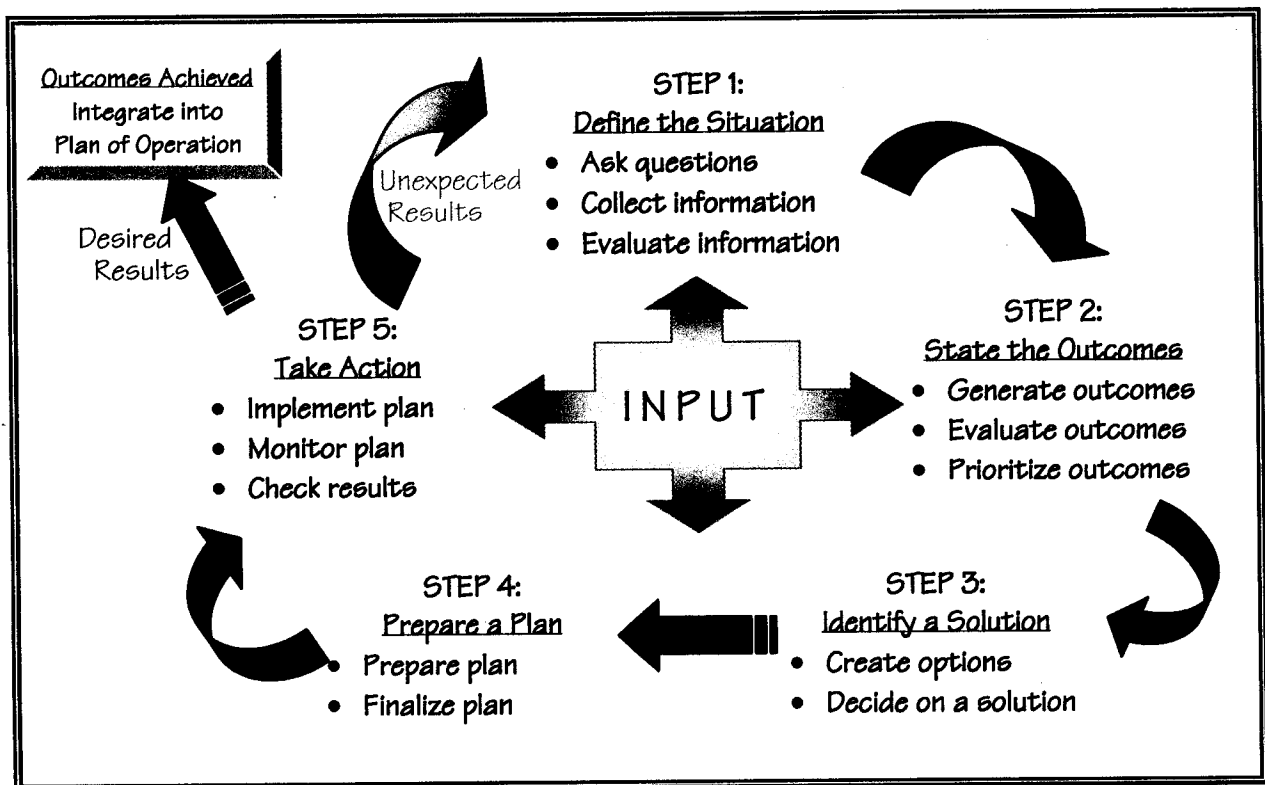 Outcomes Achieved
Integrate into
Plan of Operation
Desired
Results
Unexpected
Results
STEP 1:
Define the Situation
• Ask questions
• Collect information
• Evaluate information
STEP 2:
State the Outcomes
• Generate outcomes
• Evaluate outcomes
• Prioritize outcomes
STEP 3:
Identify a Solution
• Create options
• Decide on a solution
STEP 4:
Prepare a Plan
• Prepare plan
• Finalize plan
STEP 5:
Take Action
• Implement plan
• Monitor plan
• Check results
INPUT